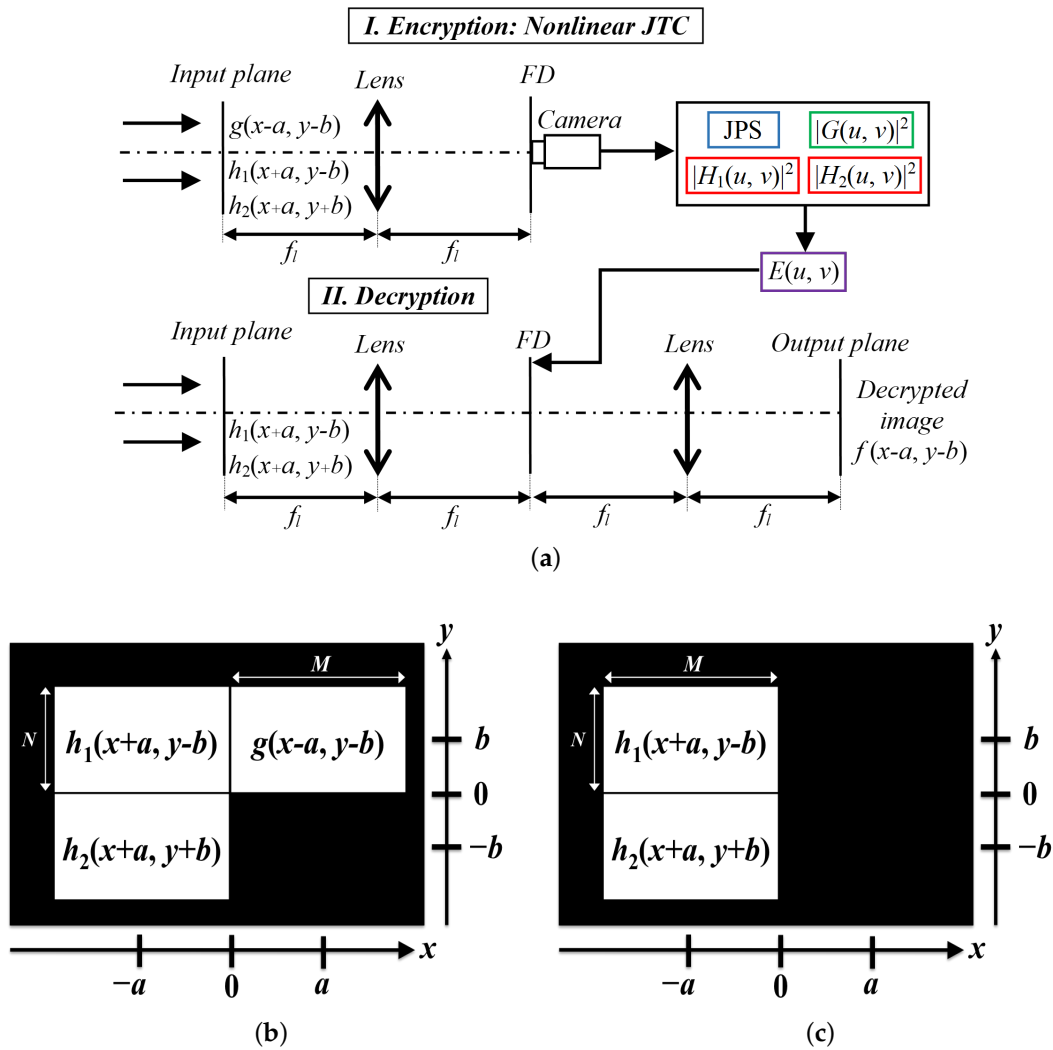 I. Encryption: Nonlinear JTC
Input plane
Lens
FD
g(x-a, y-b)
Camera
h₁(x+a, y-b)
h₂(x+a, y+b)
JPS
|G(u, v)|²
|H₁(u, v)|²
|H₂(u, v)|²
fₗ
fₗ
E(u, v)
II. Decryption
Input plane
Lens
FD
Lens
Output plane
h₁(x+a, y-b)
h₂(x+a, y+b)
Decrypted
image
f(x-a, y-b)
fₗ
fₗ
fₗ
fₗ
(a)
M
N
h₁(x+a, y-b)
g(x-a, y-b)
h₂(x+a, y+b)
y
b
0
−b
−a
0
a
x
(b)
M
N
h₁(x+a, y-b)
h₂(x+a, y+b)
y
b
0
−b
−a
0
a
x
(c)